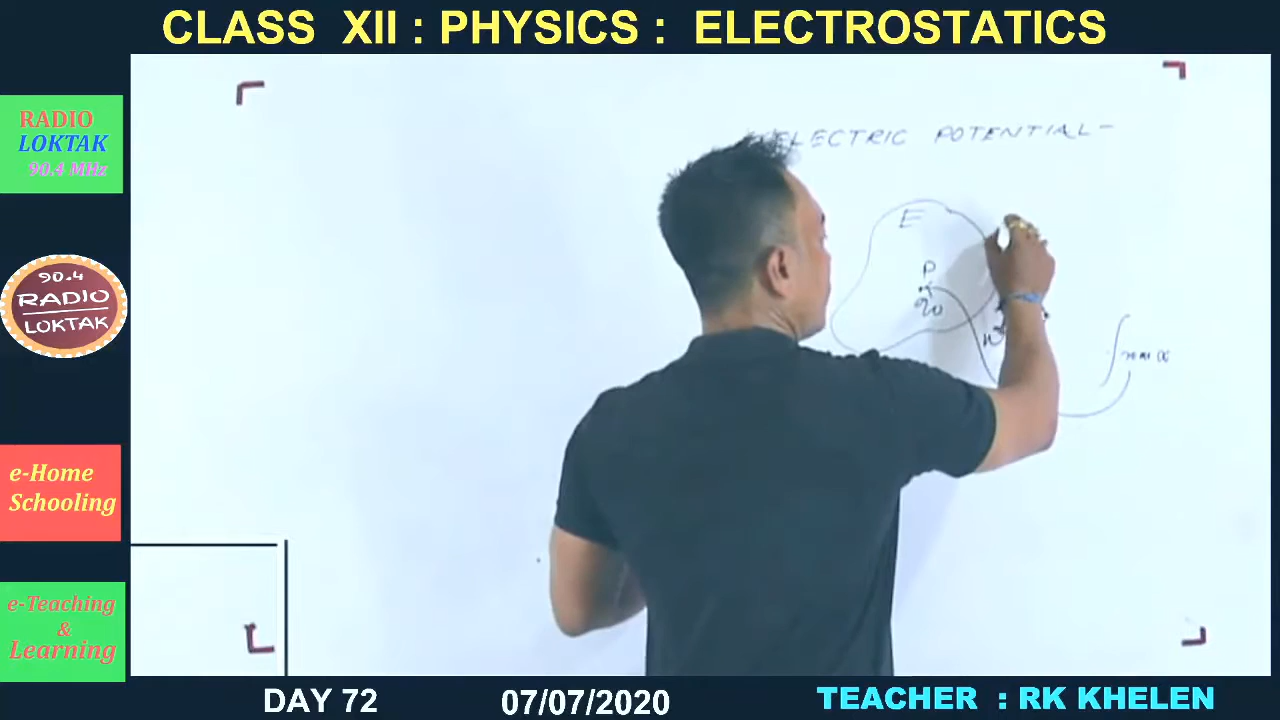 CLASS XII : PHYSICS : ELECTROSTATICS
RADIO
LOKTAK
90.4 MHz
90.4
RADIO
LOKTAK
e-Home
Schooling
e-Teaching
&
Learning
ELECTRIC POTENTIAL-
E
P
q0
W
DAY 72
07/07/2020
TEACHER : RK KHELEN